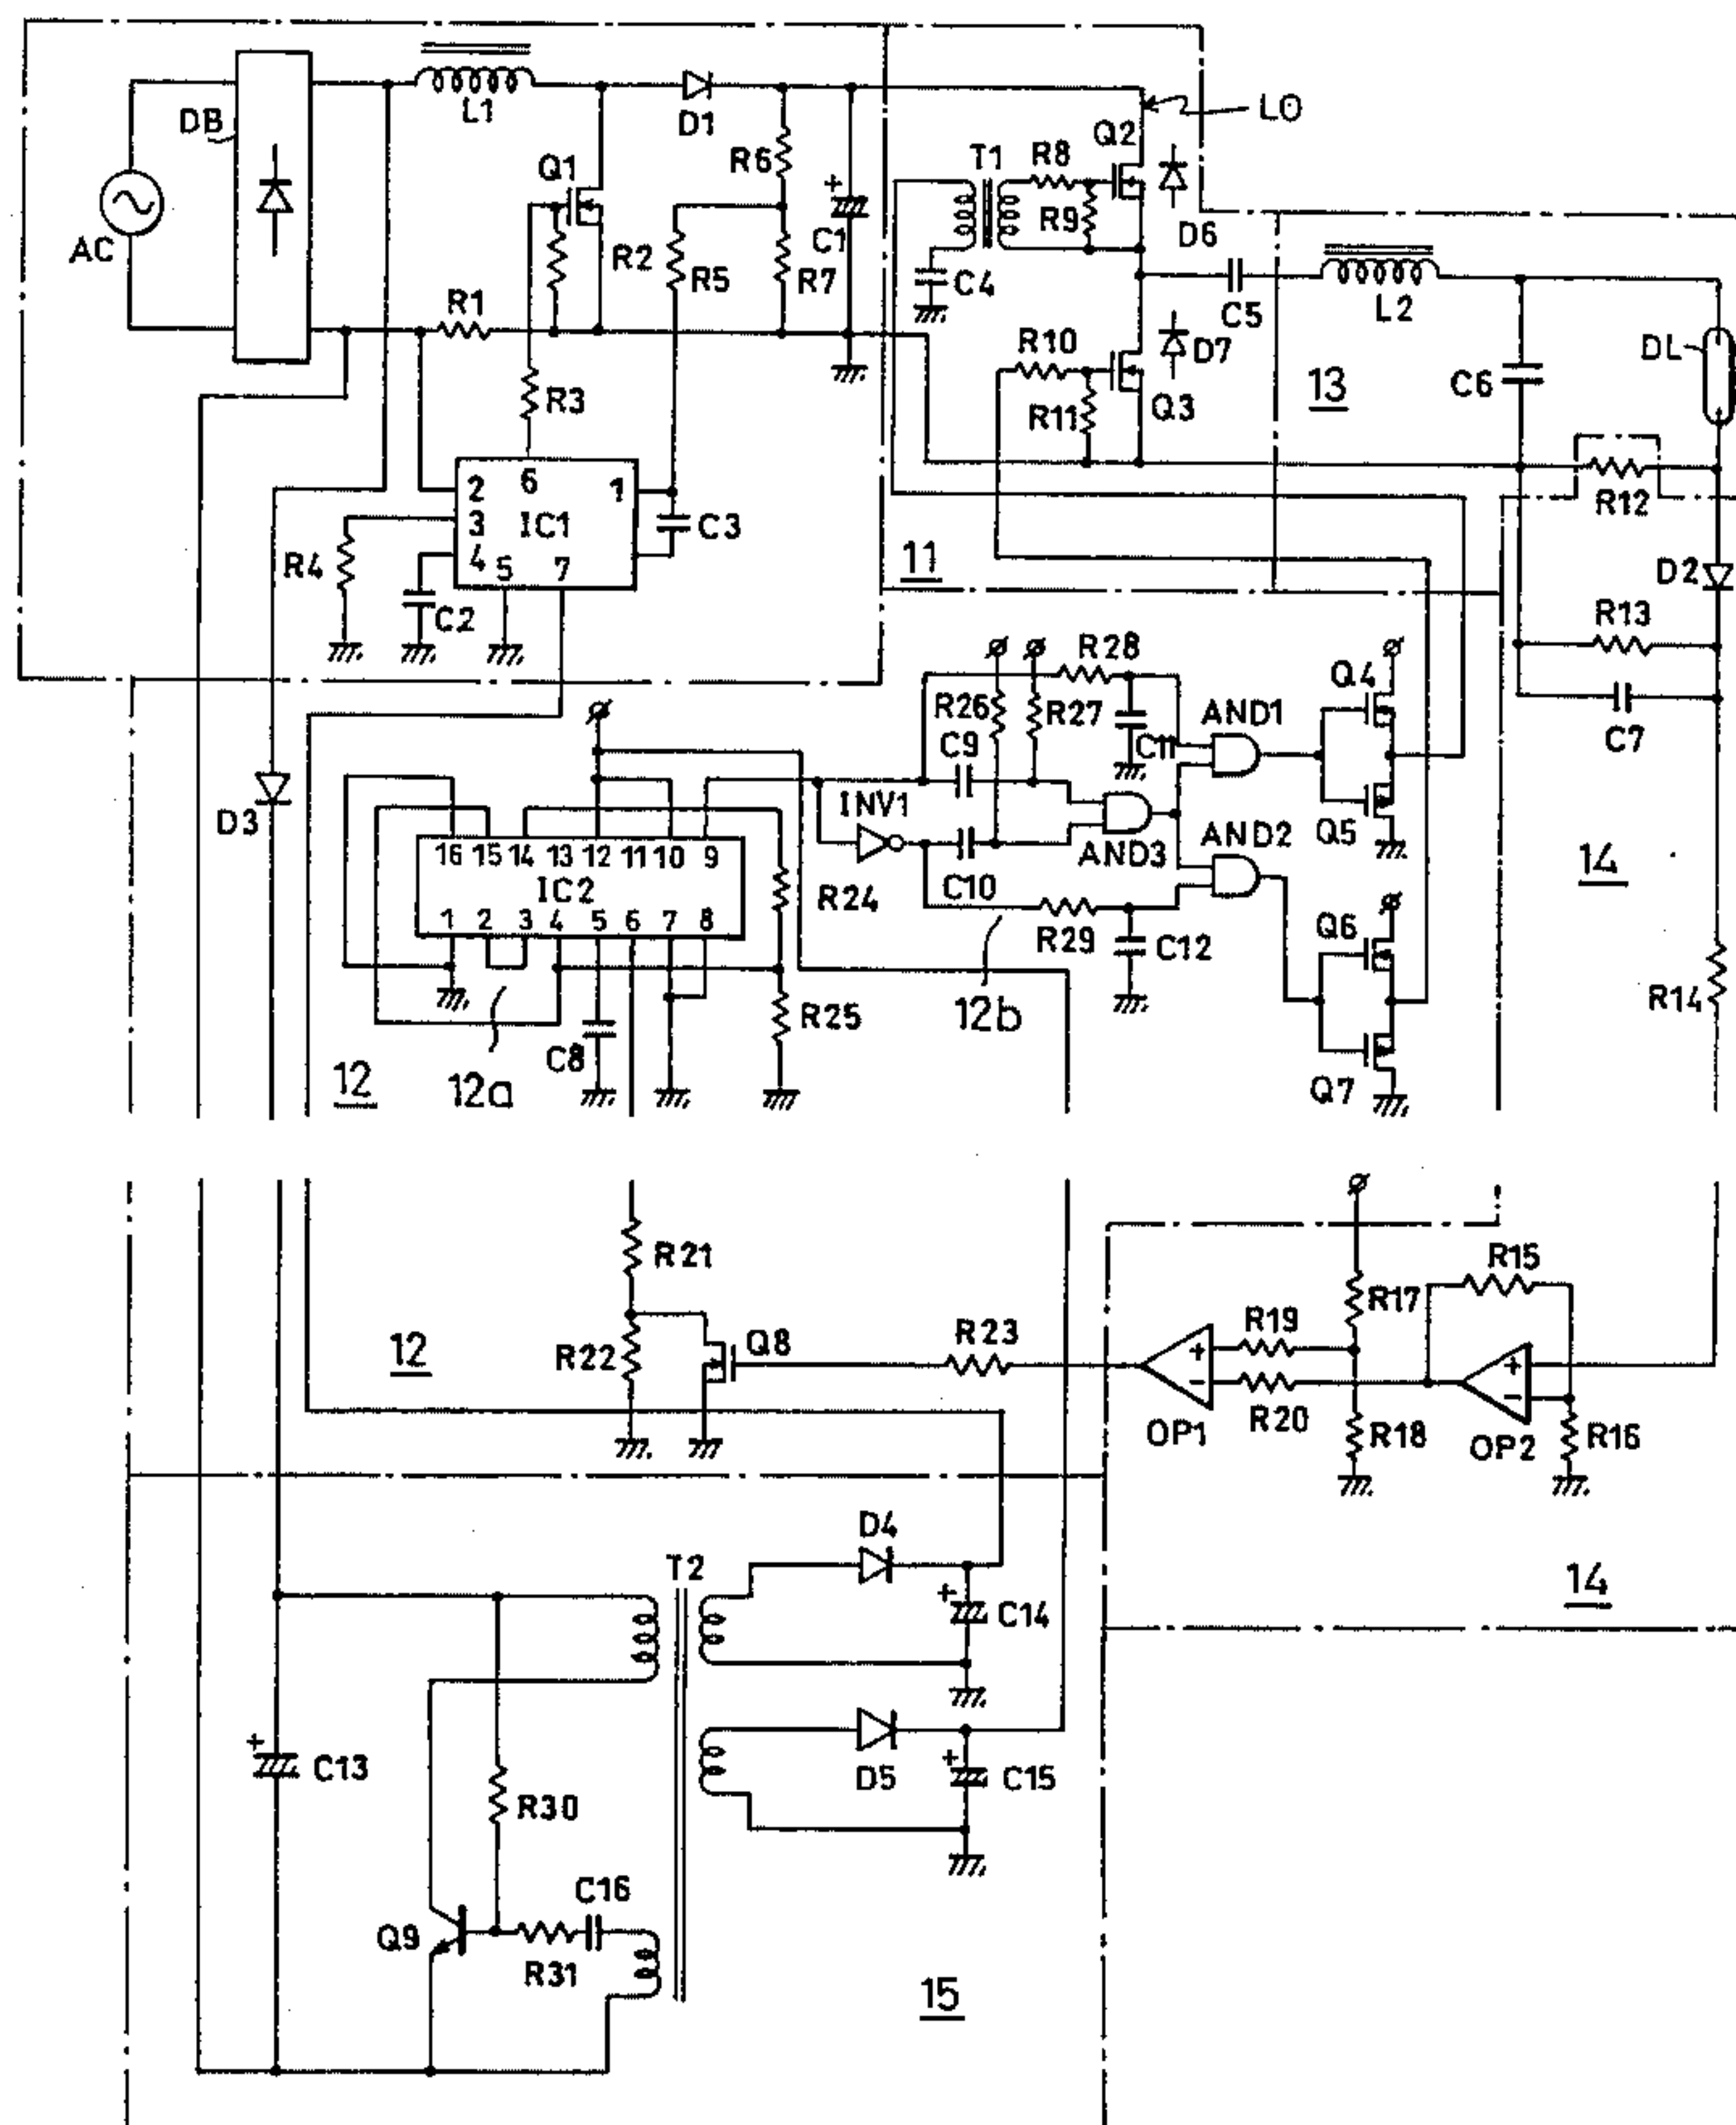 DB
L1
D1
LO
Q2
T1
R8
R6
Q1
AC
R9
D6
C1
R2
R5
R7
C4
R1
C5
L2
R10
D7
DL
C6
13
R3
R11
Q3
2
6
1
R12
3
IC1
C3
R4
4
5
7
11
D2
C2
R13
R28
Q4
R26
R27
AND1
C9
C11
C7
D3
INV1
AND2
Q5
16
15
14
13
12
11
10
9
AND3
14
IC2
R24
C10
1
2
3
4
5
6
7
8
R29
C12
Q6
12b
R14
R25
C8
12
12a
Q7
R21
R15
R17
Q8
R23
R19
12
R22
+
-
+
-
OP1
R20
R18
OP2
R16
D4
T2
+
C14
14
+
C13
D5
+
C15
R30
C16
Q9
R31
15